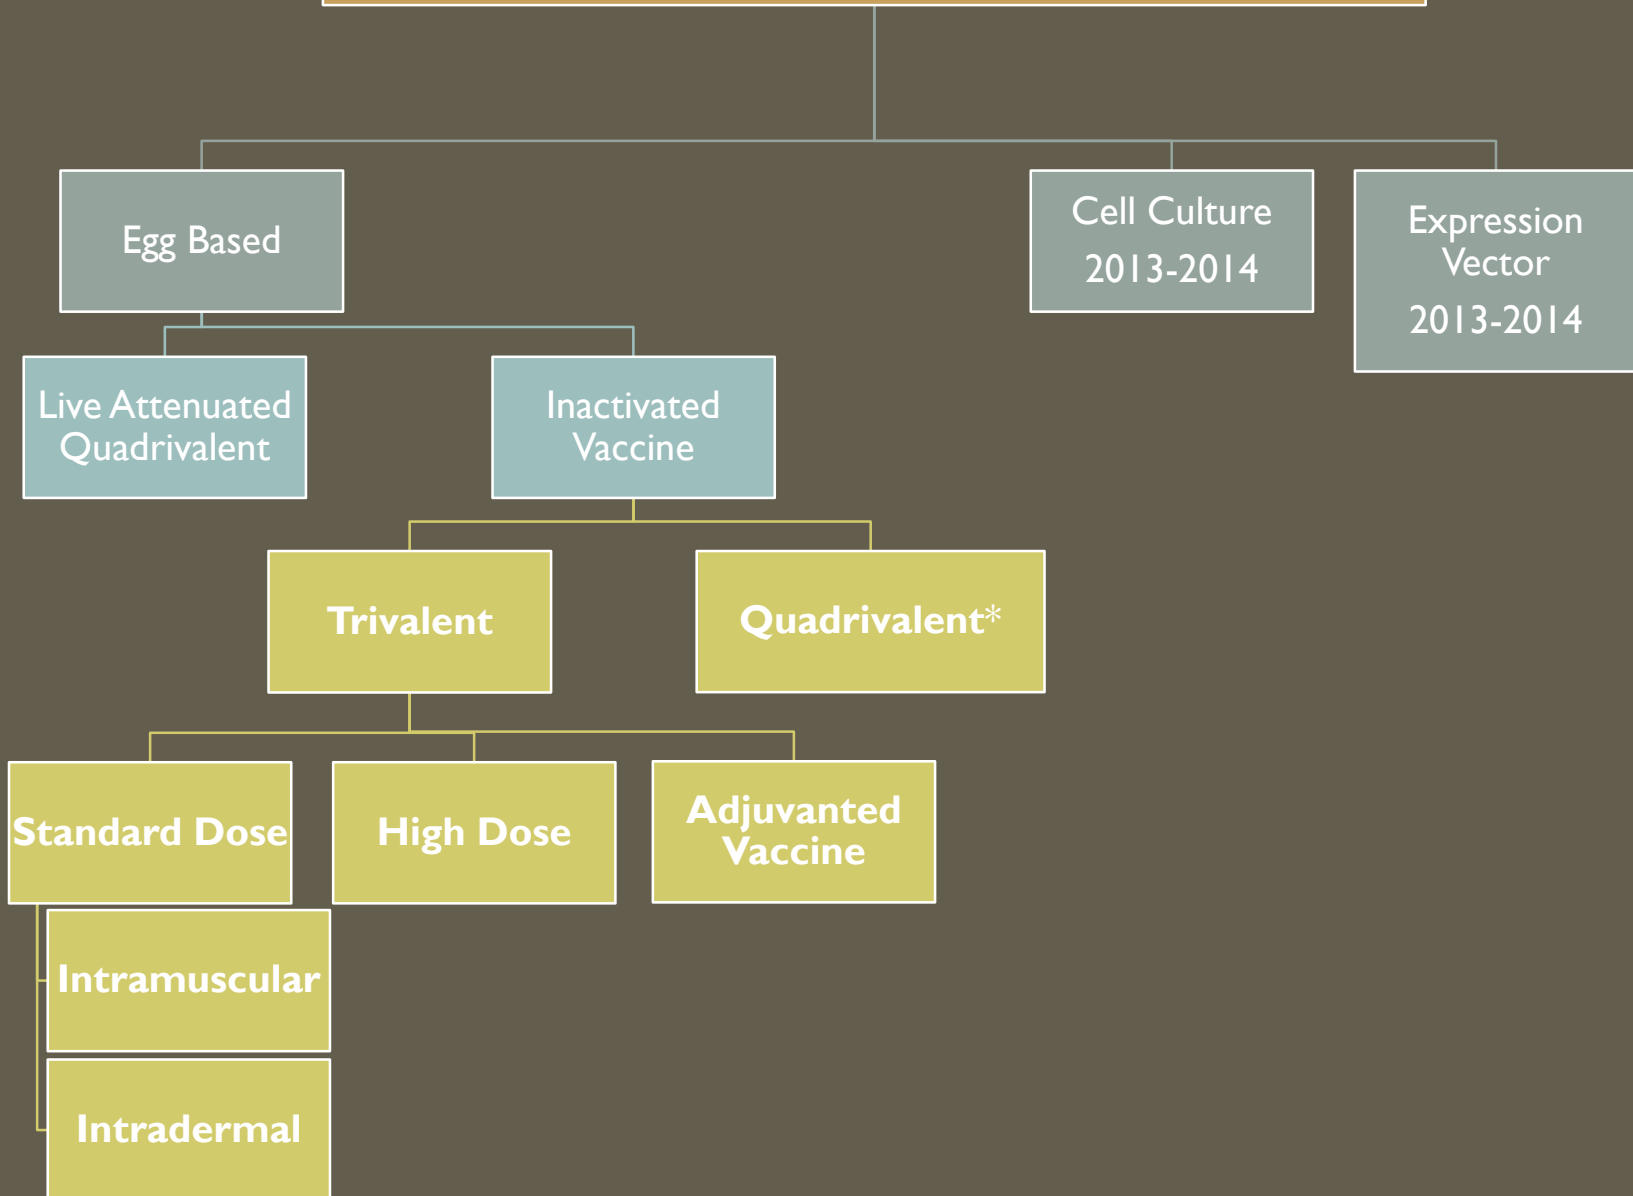 Egg Based
Cell Culture
2013-2014
Expression
Vector
2013-2014
Live Attenuated
Quadrivalent
Inactivated
Vaccine
Trivalent
Quadrivalent*
Standard Dose
High Dose
Adjuvanted
Vaccine
Intramuscular
Intradermal